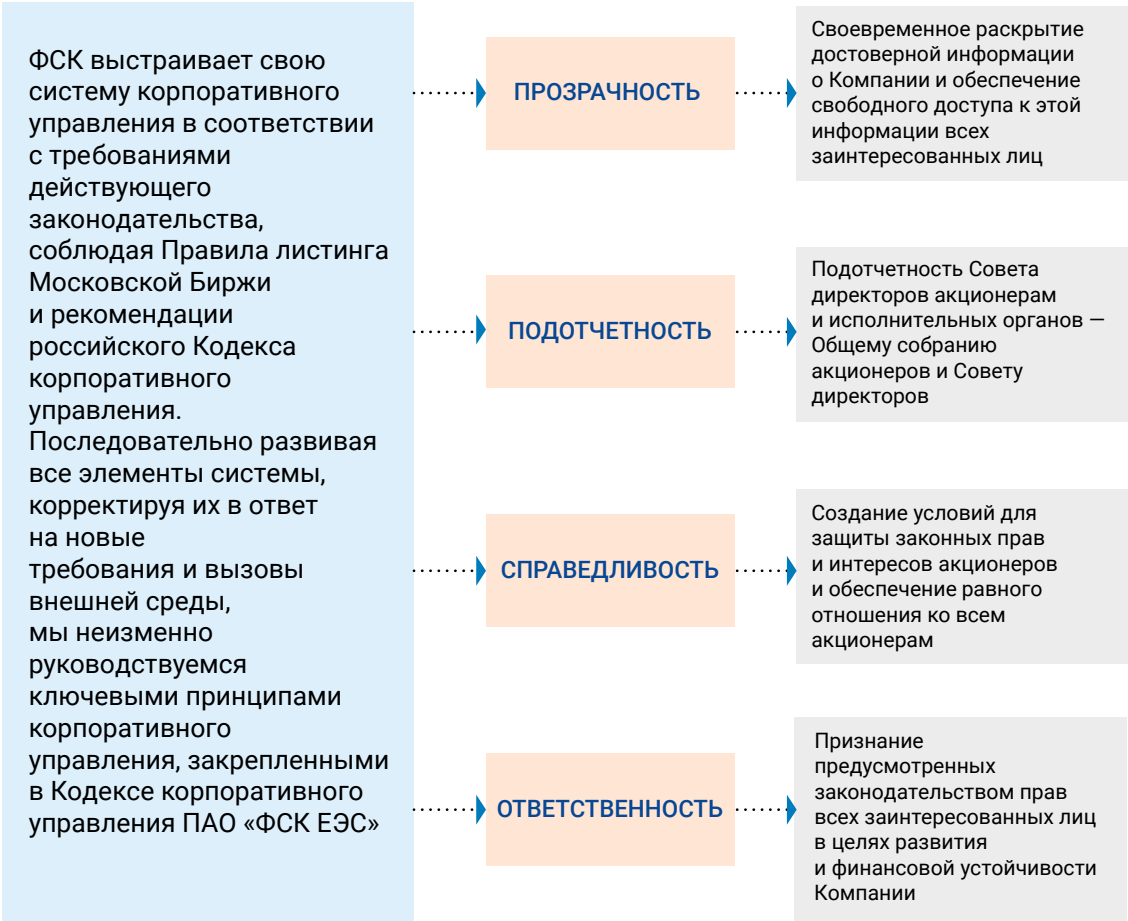 ФСК выстраивает свою
систему корпоративного
управления в соответствии
с требованиями
действующего
законодательства,
соблюдая Правила листинга
Московской Биржи
и рекомендации
российского Кодекса
корпоративного
управления.
Последовательно развивая
все элементы системы,
корректируя их в ответ
на новые
требования и вызовы
внешней среды,
мы неизменно
руководствуемся
ключевыми принципами
корпоративного
управления, закрепленными
в Кодексе корпоративного
управления ПАО «ФСК ЕЭС»
ПРОЗРАЧНОСТЬ
Своевременное раскрытие
достоверной информации
о Компании и обеспечение
свободного доступа к этой
информации всех
заинтересованных лиц
ПОДОТЧЕТНОСТЬ
Подотчетность Совета
директоров акционерам
и исполнительных органов —
Общему собранию
акционеров и Совету
директоров
СПРАВЕДЛИВОСТЬ
Создание условий для
защиты законных прав
и интересов акционеров
и обеспечение равного
отношения ко всем
акционерам
ОТВЕТСТВЕННОСТЬ
Признание
предусмотренных
законодательством прав
всех заинтересованных лиц
в целях развития
и финансовой устойчивости
Компании